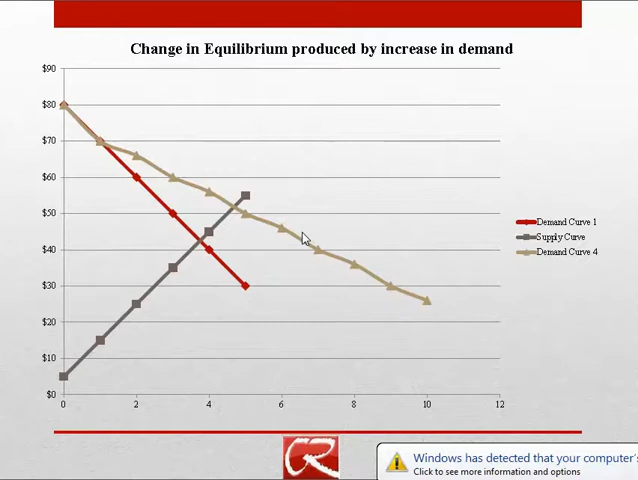 Change in Equilibrium produced by increase in demand
$90
$80
$70
$60
$50
$40
$30
$20
$10
$0
0 2 4 6 8 10 12
Demand Curve 1
Supply Curve
Demand Curve 4
CR
Windows has detected that your computer's
Click to see more information and options